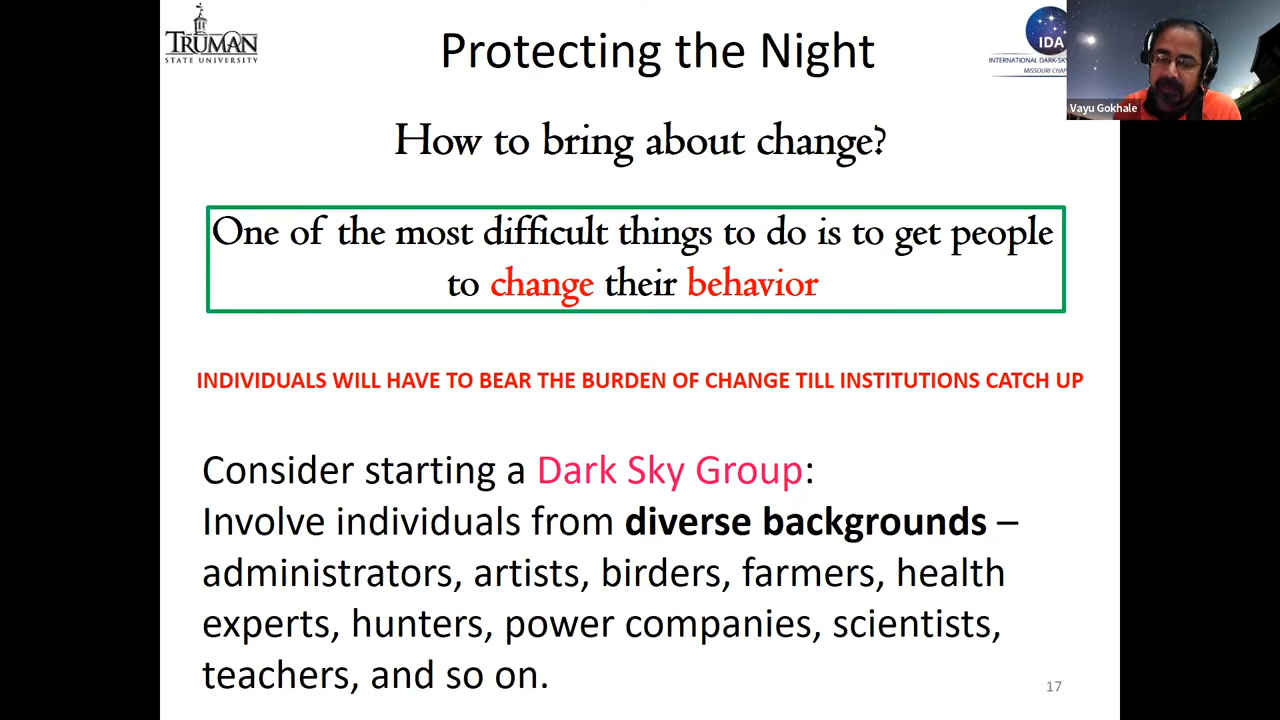 TRUMAN
STATE UNIVERSITY
Protecting the Night
IDA
INTERNATIONAL DARK-SK
MISSOURI CHAP
Vayu Gokhale
How to bring about change?
One of the most difficult things to do is to get people
to change their behavior
INDIVIDUALS WILL HAVE TO BEAR THE BURDEN OF CHANGE TILL INSTITUTIONS CATCH UP
Consider starting a Dark Sky Group:
Involve individuals from diverse backgrounds –
administrators, artists, birders, farmers, health
experts, hunters, power companies, scientists,
teachers, and so on.
17